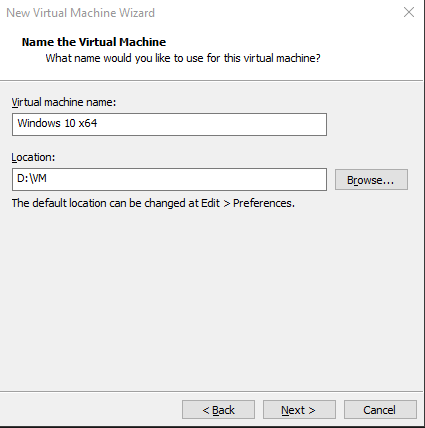 New Virtual Machine Wizard
Name the Virtual Machine
What name would you like to use for this virtual machine?
Virtual machine name:
Windows 10 x64
Location:
D:\VM
Browse...
The default location can be changed at Edit > Preferences.
< Back
Next >
Cancel